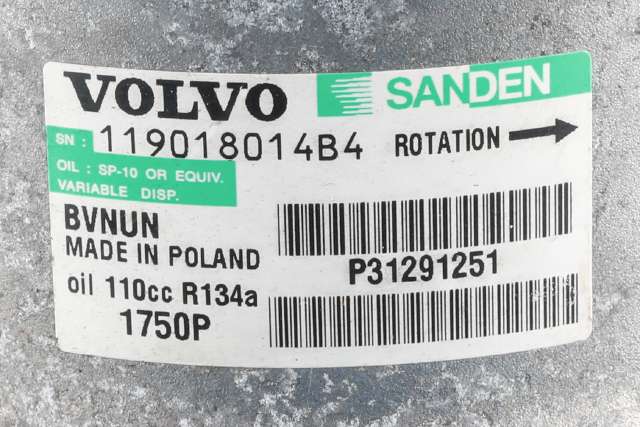 VOLVO SANDEN
SN : 119018014B4 ROTATION
OIL : SP-10 OR EQUIV.
VARIABLE DISP.
BVNUN
MADE IN POLAND
P31291251
oil 110cc R134a
1750P